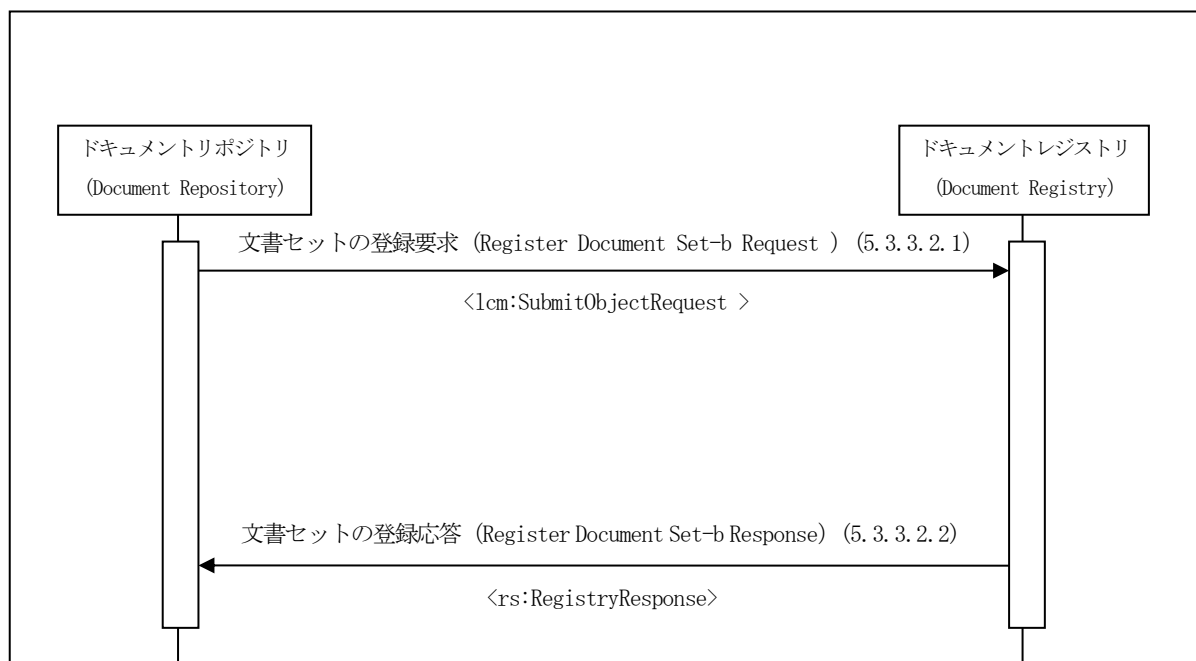 ドキュメントリポジトリ
(Document Repository)
ドキュメントレジストリ
(Document Registry)
文書セットの登録要求 (Register Document Set-b Request ) (5.3.3.2.1)
<lcm:SubmitObjectRequest >
文書セットの登録応答 (Register Document Set-b Response) (5.3.3.2.2)
<rs:RegistryResponse>